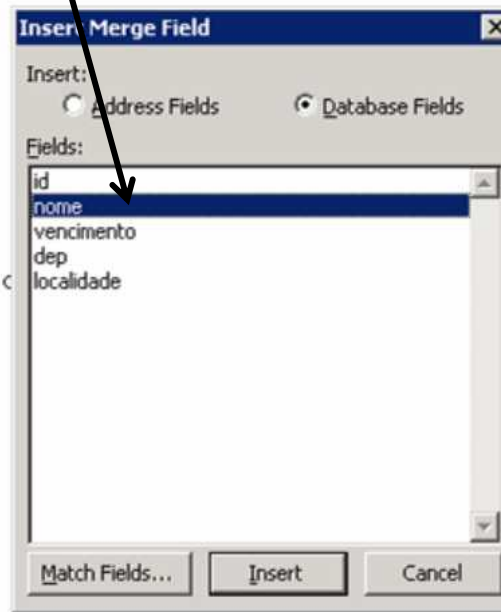 Insert Merge Field
Insert:
Address Fields Database Fields
Fields:
id
nome
vencimento
dep
localidade
Match Fields... Insert Cancel